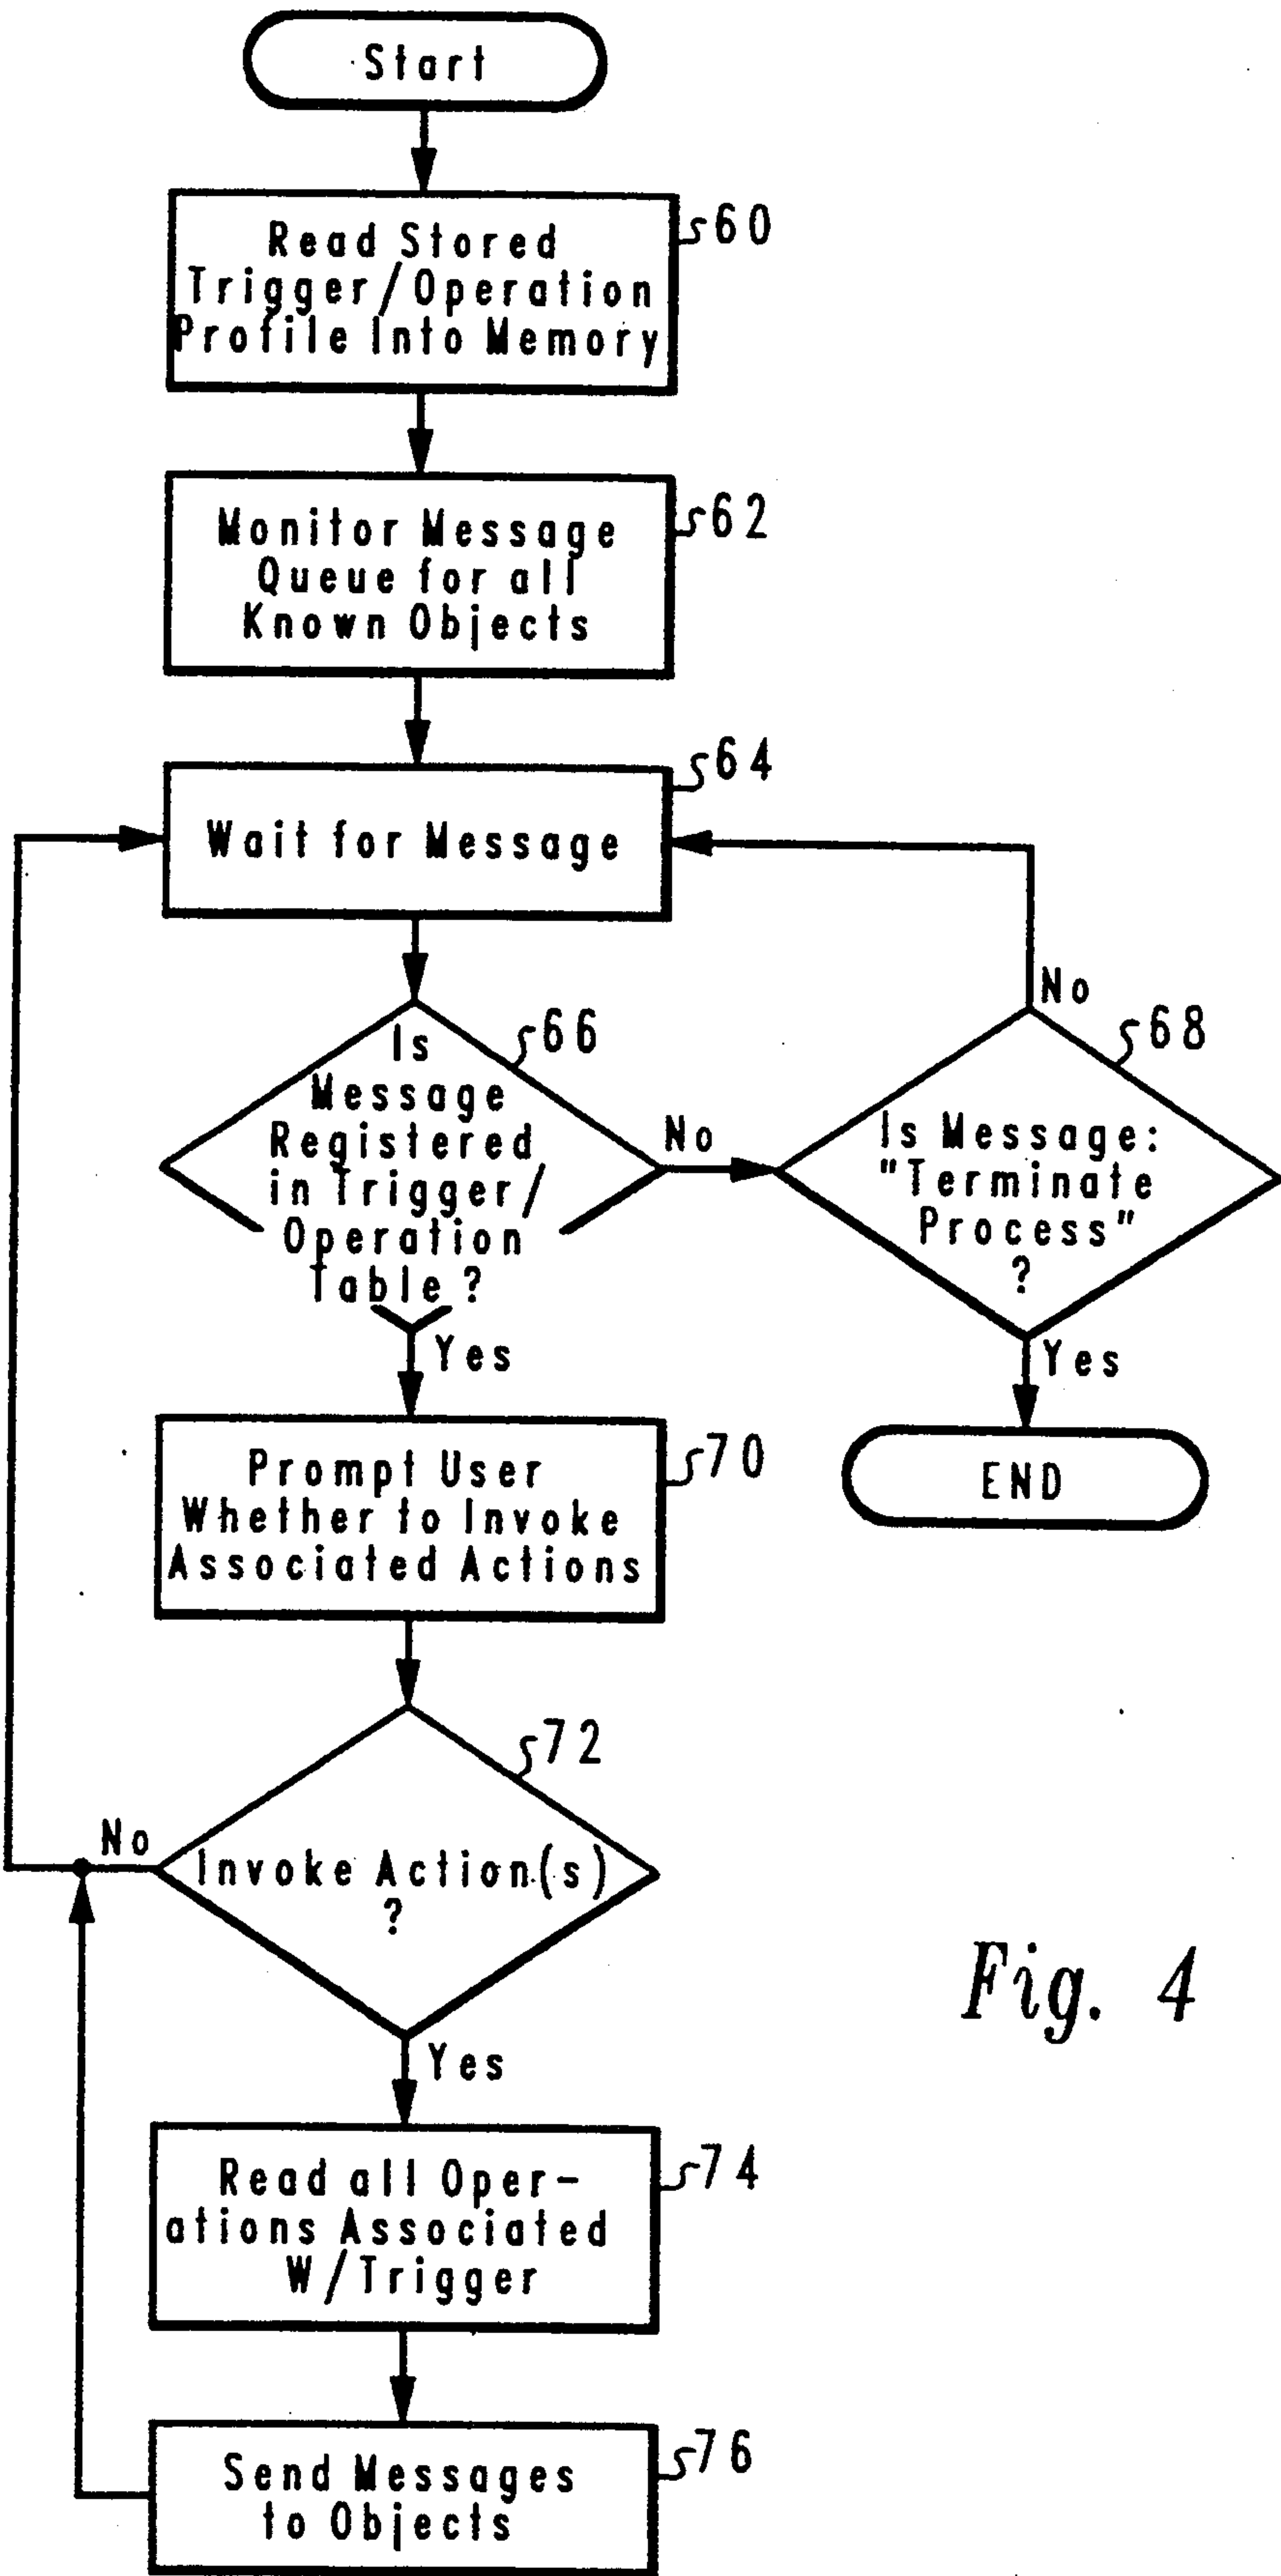 Start
Read Stored
Trigger/Operation
Profile Into Memory
60
Monitor Message
Queue for all
Known Objects
62
Wait for Message
64
Is
Message
Registered
in Trigger/
Operation
Table?
66
No
Yes
Is Message:
"Terminate
Process"
?
68
No
Yes
END
Prompt User
Whether to Invoke
Associated Actions
70
Invoke Action(s)
?
72
No
Yes
Read all Oper-
ations Associated
W/Trigger
74
Send Messages
to Objects
76
Fig. 4